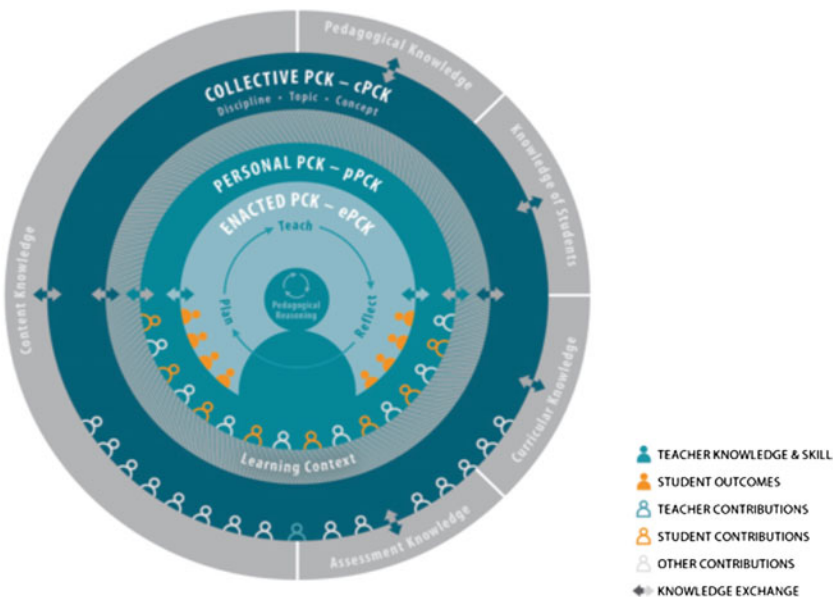 Pedagogical Knowledge
COLLECTIVE PCK – cPCK
Discipline • Topic • Concept
Knowledge of Students
PERSONAL PCK – pPCK
ENACTED PCK – ePCK
Teach
Content Knowledge
Pedagogical
Reasoning
Plan
Reflect
Curricular Knowledge
Learning Context
Assessment Knowledge
TEACHER KNOWLEDGE & SKILL
STUDENT OUTCOMES
TEACHER CONTRIBUTIONS
STUDENT CONTRIBUTIONS
OTHER CONTRIBUTIONS
KNOWLEDGE EXCHANGE